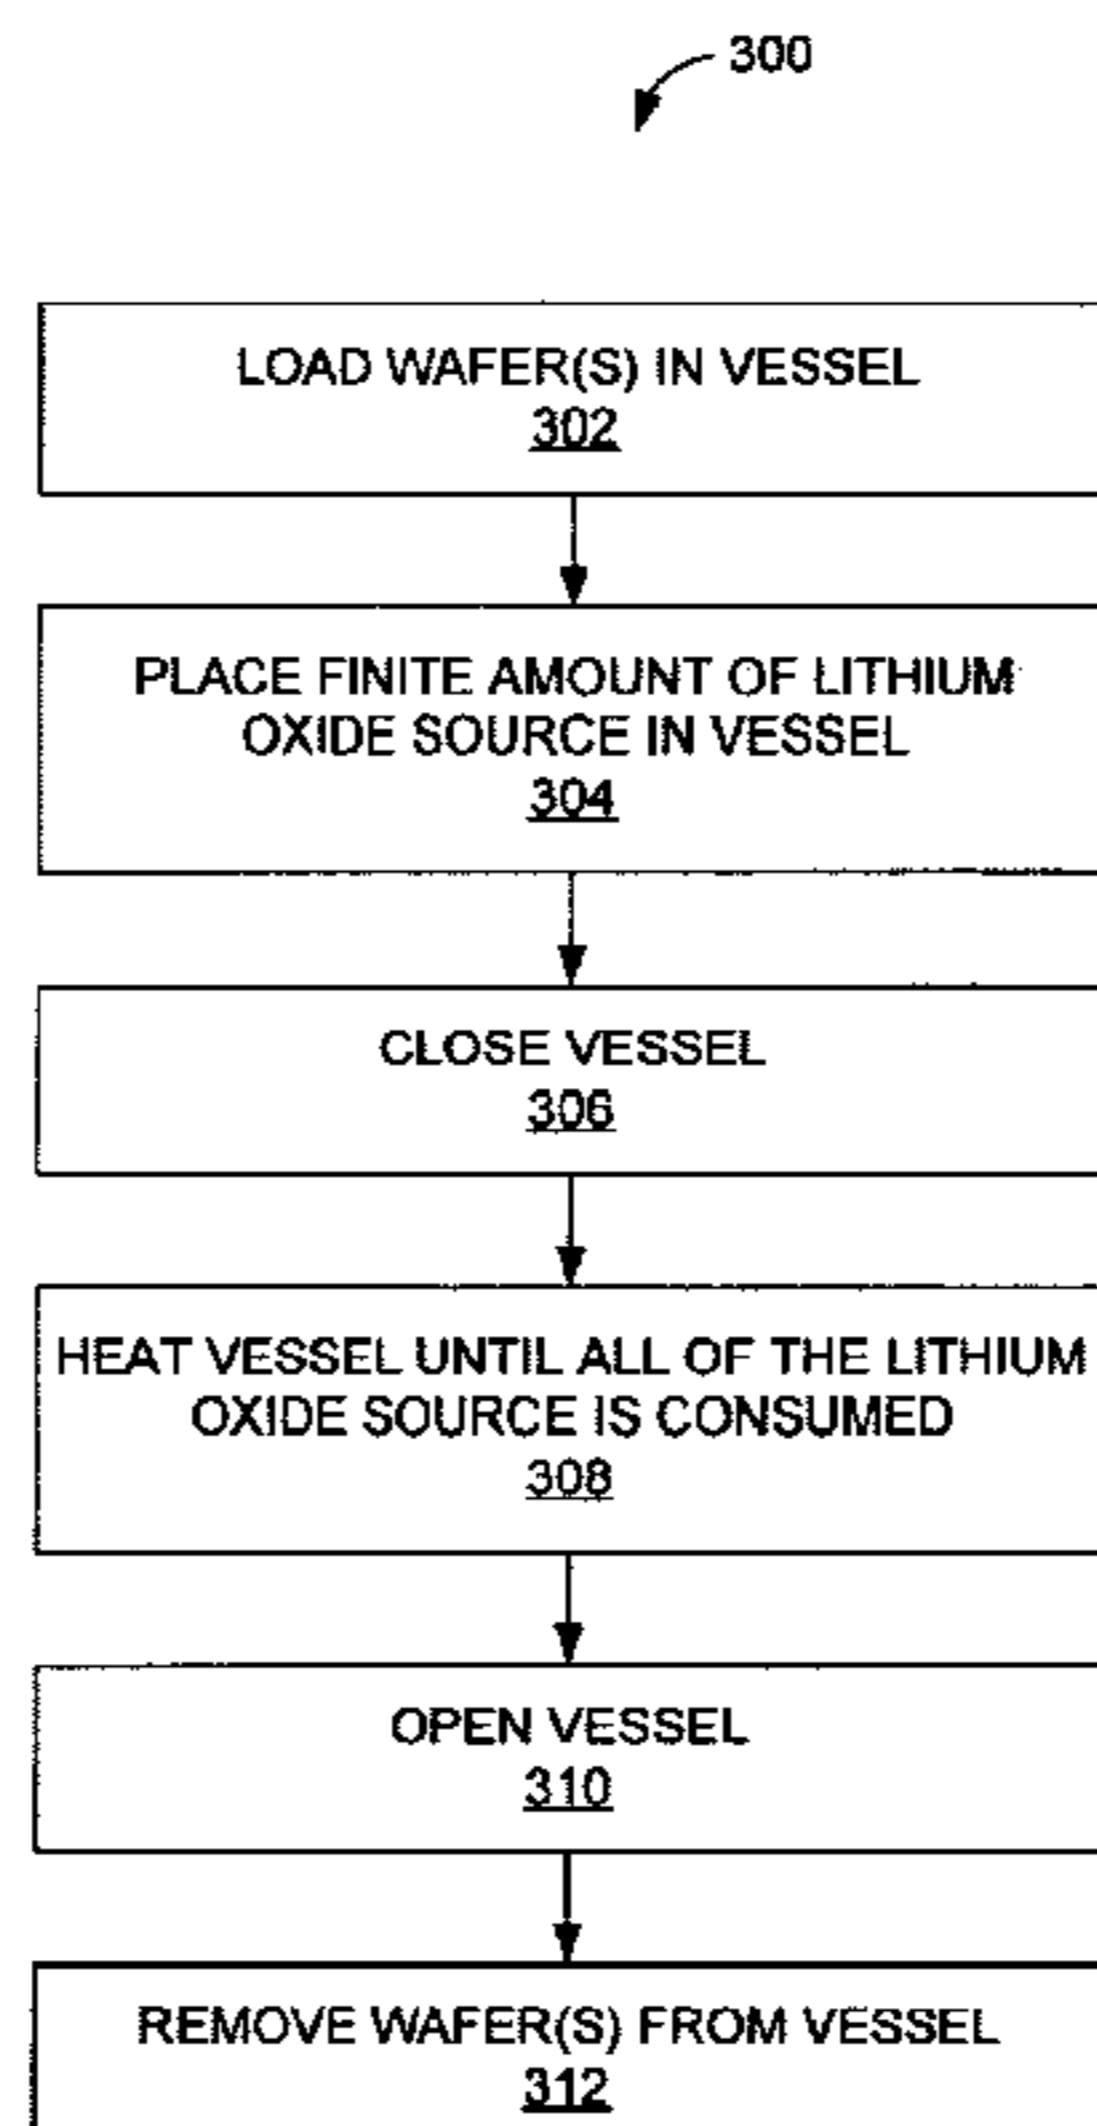 300
LOAD WAFER(S) IN VESSEL
302
PLACE FINITE AMOUNT OF LITHIUM
OXIDE SOURCE IN VESSEL
304
CLOSE VESSEL
306
HEAT VESSEL UNTIL ALL OF THE LITHIUM
OXIDE SOURCE IS CONSUMED
308
OPEN VESSEL
310
REMOVE WAFER(S) FROM VESSEL
312